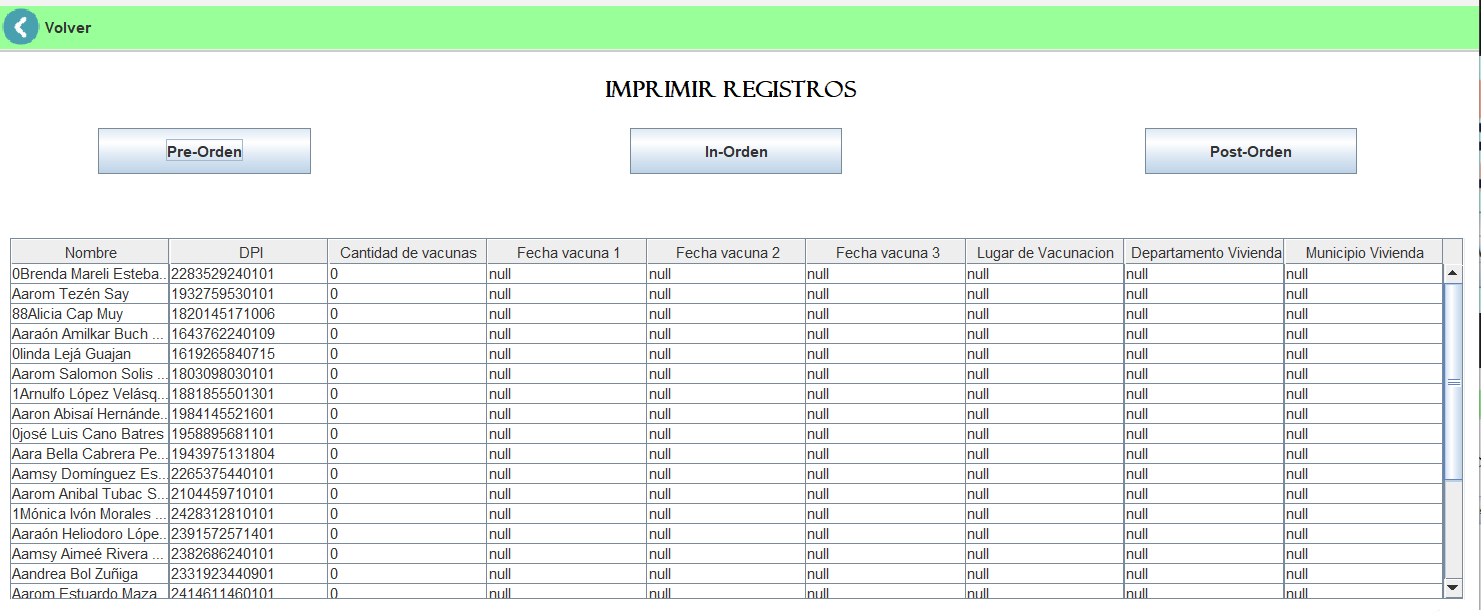 Volver
IMPRIMIR REGISTROS
Pre-Orden In-Orden Post-Orden
Nombre DPI Cantidad de vacunas Fecha vacuna 1 Fecha vacuna 2 Fecha vacuna 3 Lugar de Vacunacion Departamento Vivienda Municipio Vivienda
0Brenda Mareli Esteba... 2283529240101 0 null null null null null null
Aarom Tezén Say 1932759530101 0 null null null null null null
88Alicia Cap Muy 1820145171006 0 null null null null null null
Aaraón Amilkar Buch ... 1643762240109 0 null null null null null null
0linda Lejá Guajan 1619265840715 0 null null null null null null
Aarom Salomon Solis ... 1803098030101 0 null null null null null null
1Arnulfo López Velásq... 1881855501301 0 null null null null null null
Aaron Abisaí Hernánde... 1984145521601 0 null null null null null null
0josé Luis Cano Batres 1958895681101 0 null null null null null null
Aara Bella Cabrera Pe... 1943975131804 0 null null null null null null
Aamsy Domínguez Es... 2265375440101 0 null null null null null null
Aarom Anibal Tubac S... 2104459710101 0 null null null null null null
1Mónica Ivón Morales ... 2428312810101 0 null null null null null null
Aaraón Heliodoro Lópe... 2391572571401 0 null null null null null null
Aamsy Aimeé Rivera ... 2382686240101 0 null null null null null null
Aandrea Bol Zuñiga 2331923440901 0 null null null null null null
Aarom Estuardo Maza... 2414611460101 0 null null null null null null